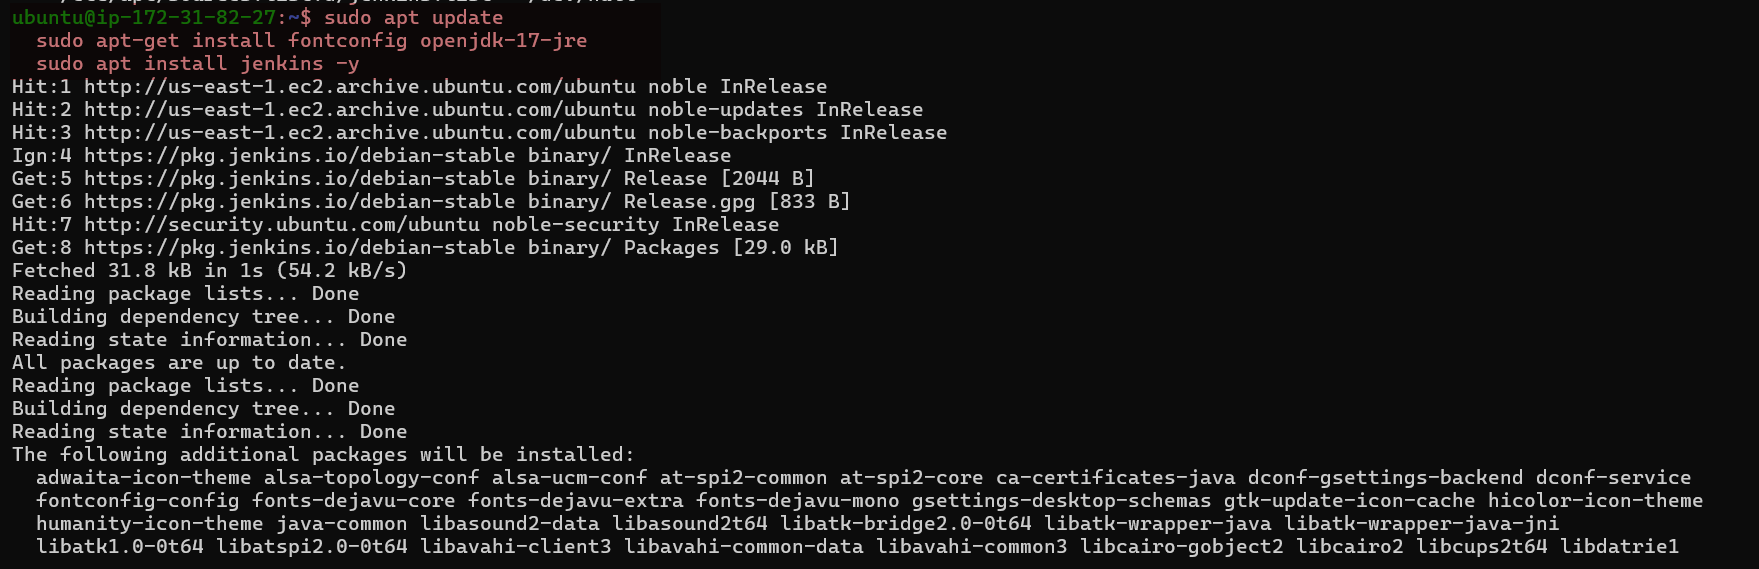 ubuntu@ip-172-31-82-27:~$ sudo apt update
sudo apt-get install fontconfig openjdk-17-jre
sudo apt install jenkins -y
Hit:1 http://us-east-1.ec2.archive.ubuntu.com/ubuntu noble InRelease
Hit:2 http://us-east-1.ec2.archive.ubuntu.com/ubuntu noble-updates InRelease
Hit:3 http://us-east-1.ec2.archive.ubuntu.com/ubuntu noble-backports InRelease
Ign:4 https://pkg.jenkins.io/debian-stable binary/ InRelease
Get:5 https://pkg.jenkins.io/debian-stable binary/ Release [2044 B]
Get:6 https://pkg.jenkins.io/debian-stable binary/ Release.gpg [833 B]
Hit:7 http://security.ubuntu.com/ubuntu noble-security InRelease
Get:8 https://pkg.jenkins.io/debian-stable binary/ Packages [29.0 kB]
Fetched 31.8 kB in 1s (54.2 kB/s)
Reading package lists... Done
Building dependency tree... Done
Reading state information... Done
All packages are up to date.
Reading package lists... Done
Building dependency tree... Done
Reading state information... Done
The following additional packages will be installed:
adwaita-icon-theme alsa-topology-conf alsa-ucm-conf at-spi2-common at-spi2-core ca-certificates-java dconf-gsettings-backend dconf-service
fontconfig-config fonts-dejavu-core fonts-dejavu-extra fonts-dejavu-mono gsettings-desktop-schemas gtk-update-icon-cache hicolor-icon-theme
humanity-icon-theme java-common libasound2-data libasound2t64 libatk-bridge2.0-0t64 libatk-wrapper-java libatk-wrapper-java-jni
libatk1.0-0t64 libatspi2.0-0t64 libavahi-client3 libavahi-common-data libavahi-common3 libcairo-gobject2 libcairo2 libcups2t64 libdatrie1